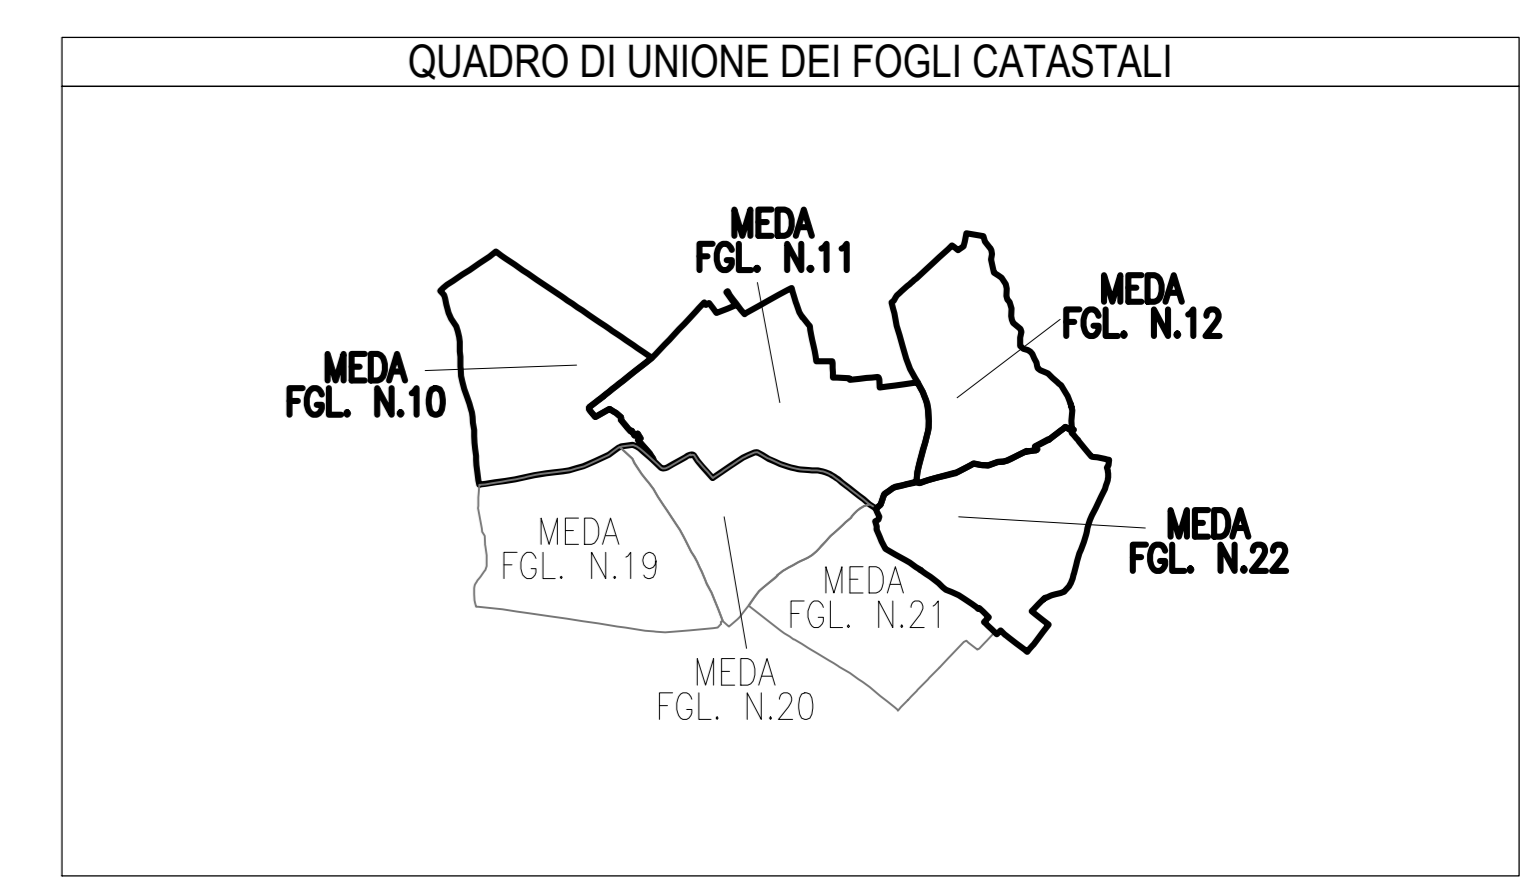 QUADRO DI UNIONE DEI FOGLI CATASTALI
MEDA
FGL. N.11
MEDA
FGL. N.12
MEDA
FGL. N.10
MEDA
FGL. N.19
MEDA
FGL. N.22
MEDA
FGL. N.21
MEDA
FGL. N.20